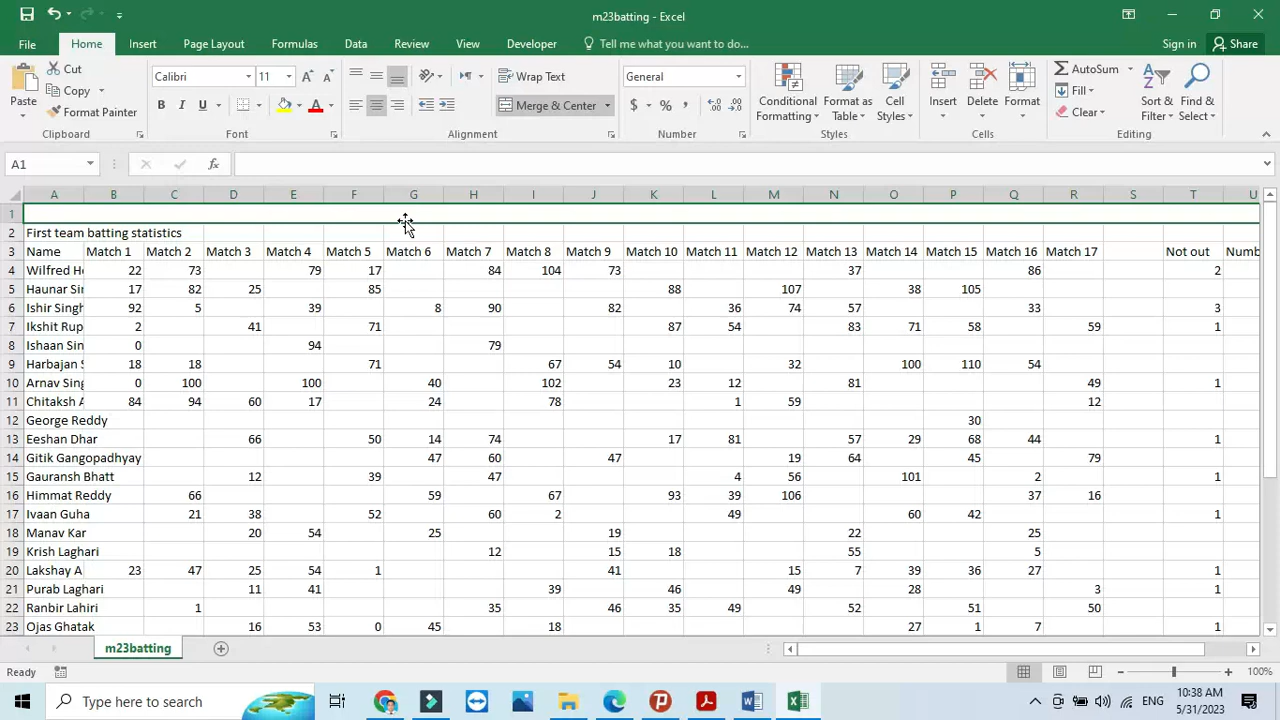 m23batting - Excel
File Home Insert Page Layout Formulas Data Review View Developer Tell me what you want to do... Sign in Share
Paste Cut Copy Format Painter Clipboard
Calibri 11 A A B I U A Font
Wrap Text Merge & Center Alignment
General $ % , Number
Conditional Formatting Format as Table Cell Styles Styles
Insert Delete Format Cells
AutoSum Fill Clear Sort & Filter Find & Select Editing
A1 fx
A B C D E F G H I J K L M N O P Q R S T U
1
2 First team batting statistics
3 Name Match 1 Match 2 Match 3 Match 4 Match 5 Match 6 Match 7 Match 8 Match 9 Match 10 Match 11 Match 12 Match 13 Match 14 Match 15 Match 16 Match 17 Not out Numb
4 Wilfred He 22 73 79 17 84 104 73 37 86 2
5 Haunar Sin 17 82 25 85 88 107 38 105
6 Ishir Singh 92 5 39 8 90 82 36 74 57 33 3
7 Ikshit Rup 2 41 71 87 54 83 71 58 59 1
8 Ishaan Sin 0 94 79
9 Harbajan S 18 18 71 67 54 10 32 100 110 54
10 Arnav Sing 0 100 100 40 102 23 12 81 49 1
11 Chitaksh A 84 94 60 17 24 78 1 59 12
12 George Reddy 30
13 Eeshan Dhar 66 50 14 74 17 81 57 29 68 44 1
14 Gitik Gangopadhyay 47 60 47 19 64 45 79
15 Gauransh Bhatt 12 39 47 4 56 101 2 1
16 Himmat Reddy 66 59 67 93 39 106 37 16
17 Ivaan Guha 21 38 52 60 2 49 60 42 1
18 Manav Kar 20 54 25 19 22 25
19 Krish Laghari 12 15 18 55 5
20 Lakshay A 23 47 25 54 1 41 15 7 39 36 27 1
21 Purab Laghari 11 41 39 46 49 28 3 1
22 Ranbir Lahiri 1 35 46 35 49 52 51 50
23 Ojas Ghatak 16 53 0 45 18 27 1 7 1
m23batting
Ready 100%
Type here to search ENG 10:38 AM
5/31/2023